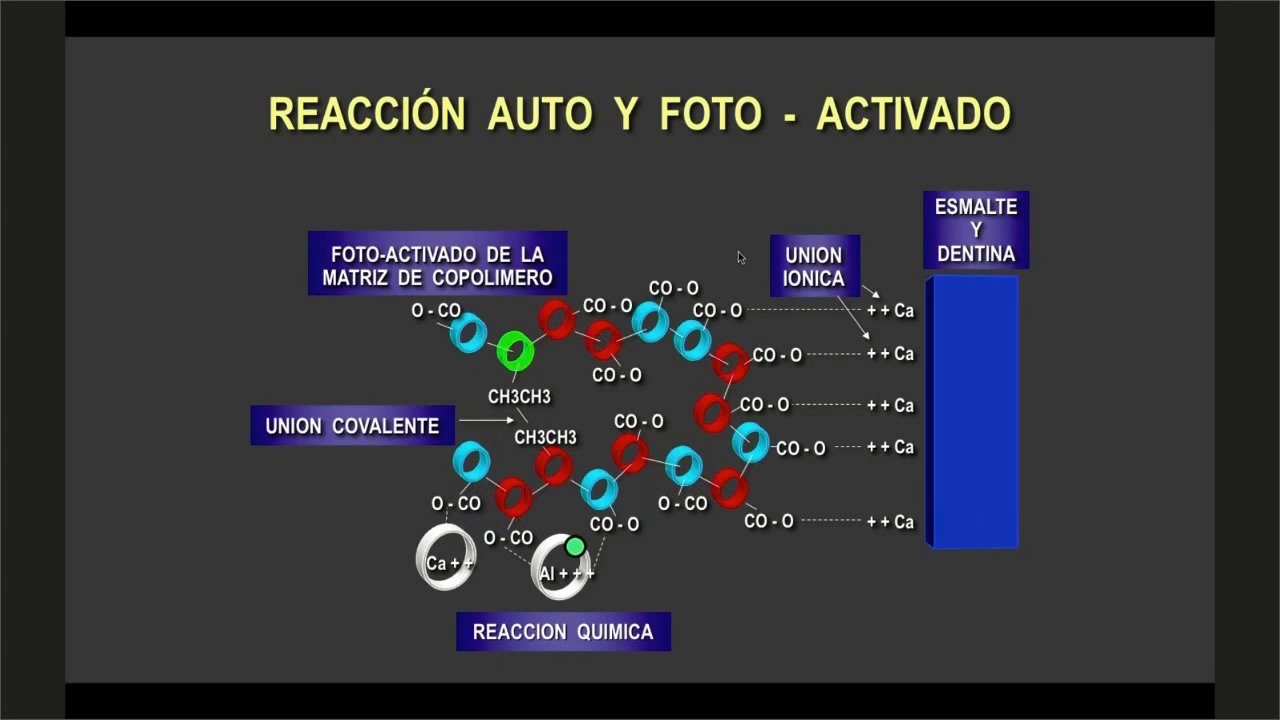 REACCIÓN AUTO Y FOTO - ACTIVADO
ESMALTE
Y
DENTINA
FOTO-ACTIVADO DE LA
MATRIZ DE COPOLIMERO
UNION
IONICA
CO - O
O - CO
CO - O
CO - O
+ + Ca
CO - O
+ + Ca
CO - O
CH3CH3
CO - O
+ + Ca
UNION COVALENTE
CO - O
CH3CH3
CO - O
+ + Ca
O - CO
O - CO
CO - O
+ + Ca
CO - O
O - CO
Ca + +
Al + + +
REACCION QUIMICA